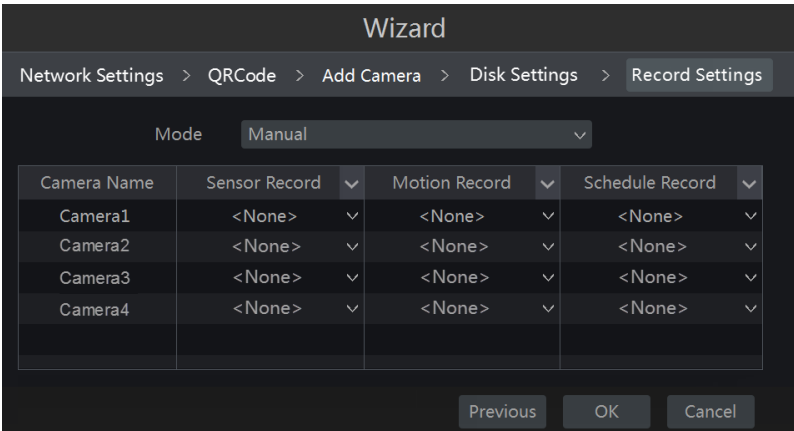 Wizard
Network Settings > QRCode > Add Camera > Disk Settings > Record Settings
Mode Manual
Camera Name Sensor Record Motion Record Schedule Record
Camera1 <None> <None> <None>
Camera2 <None> <None> <None>
Camera3 <None> <None> <None>
Camera4 <None> <None> <None>
Previous OK Cancel